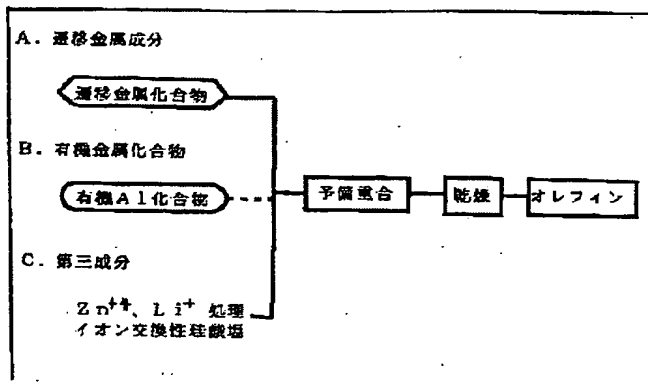 A. 遷移金属成分
遷移金属化合物
B. 有機金属化合物
有機Al化合物
予備重合
乾燥
オレフィン
C. 第三成分
Zn⁺⁺、Li⁺ 処理
イオン交換性珪酸塩